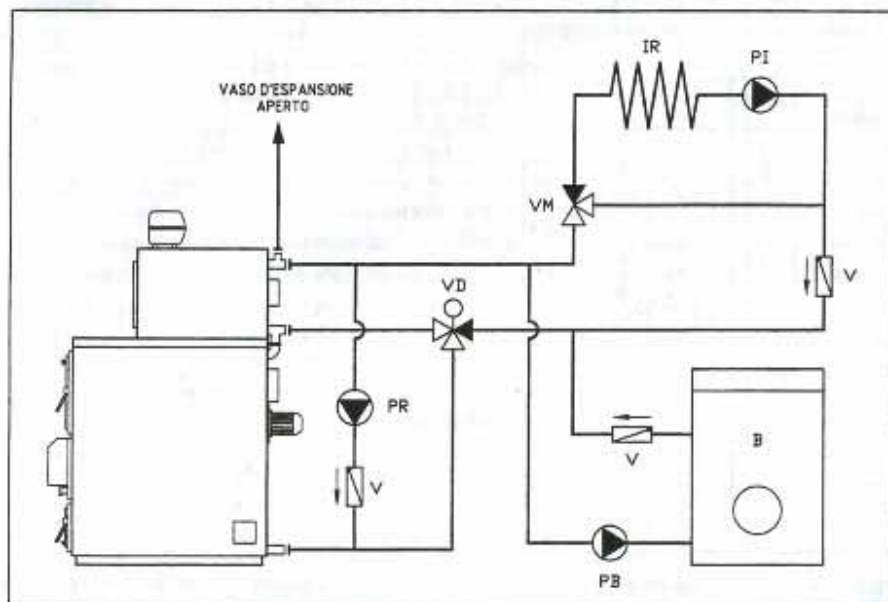 VASO D'ESPANSIONE
APERTO
IR
PI
VM
VD
V
PR
V
V
B
PB